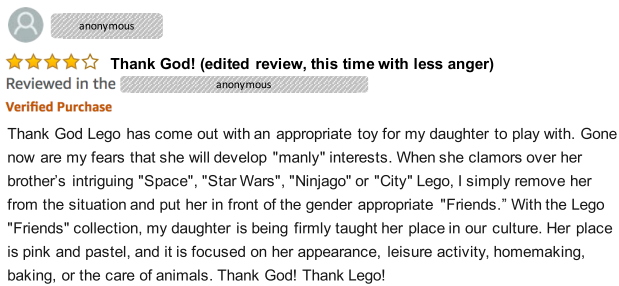 anonymous
Thank God! (edited review, this time with less anger)
Reviewed in the anonymous
Verified Purchase
Thank God Lego has come out with an appropriate toy for my daughter to play with. Gone
now are my fears that she will develop "manly" interests. When she clamors over her
brother’s intriguing "Space", "Star Wars", "Ninjago" or "City" Lego, I simply remove her
from the situation and put her in front of the gender appropriate "Friends.” With the Lego
"Friends" collection, my daughter is being firmly taught her place in our culture. Her place
is pink and pastel, and it is focused on her appearance, leisure activity, homemaking,
baking, or the care of animals. Thank God! Thank Lego!